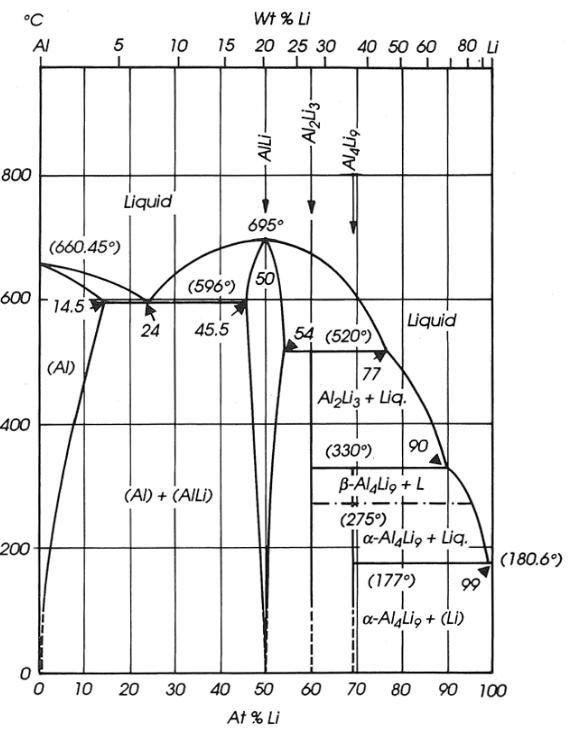 °C
Wt % Li
Al 5 10 15 20 25 30 40 50 60 80 Li
AlLi
Al₂Li₃
Al₄Li₉
800
Liquid
695°
(660.45°)
50
(596°)
600
14.5
24
45.5
54
(520°)
Liquid
77
(Al)
Al₂Li₃ + Liq.
400
90
(330°)
β-Al₄Li₉ + L
(Al) + (AlLi)
(275°)
α-Al₄Li₉ + Liq.
200
(180.6°)
(177°)
99
α-Al₄Li₉ + (Li)
0
0 10 20 30 40 50 60 70 80 90 100
At % Li